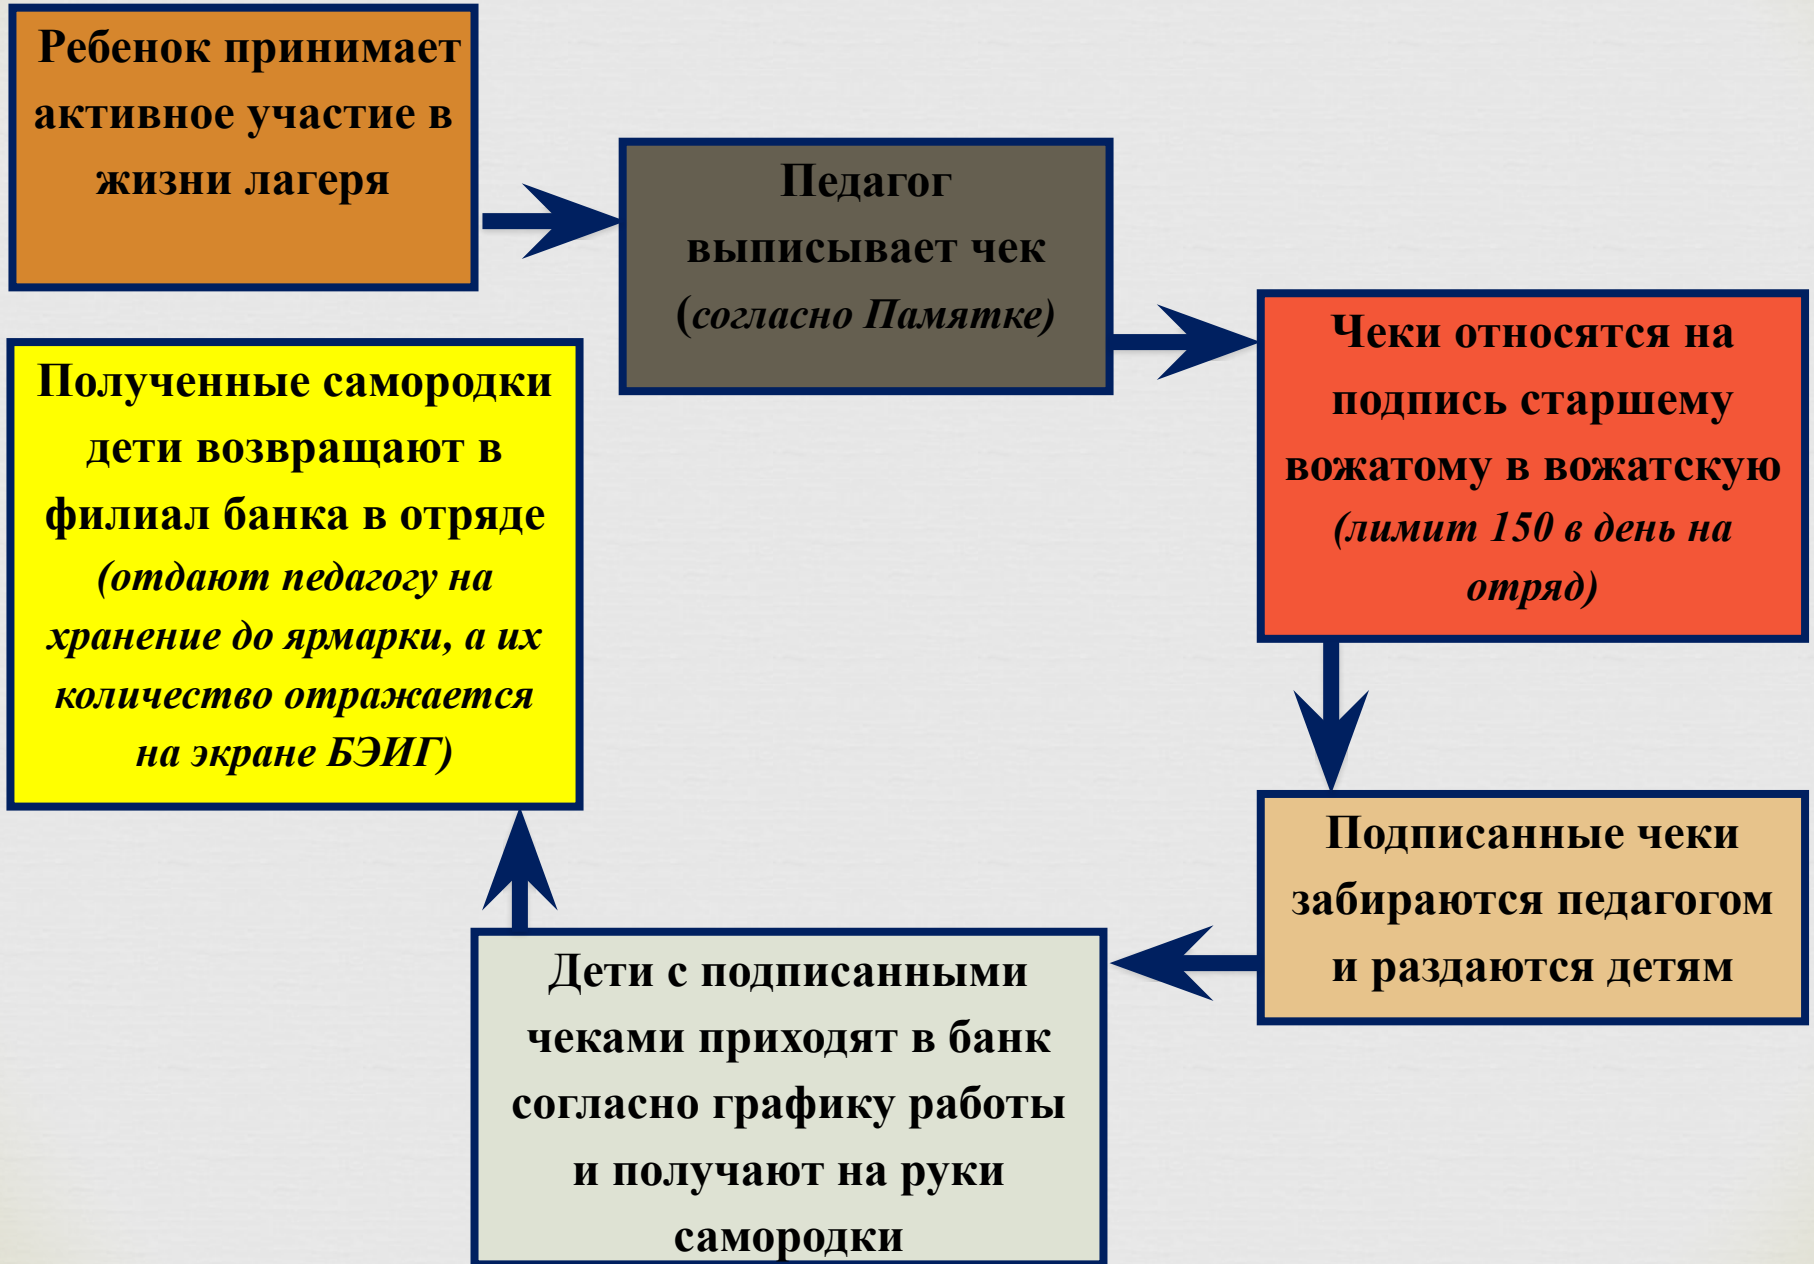 Ребенок принимает
активное участие в
жизни лагеря
Педагог
выписывает чек
(согласно Памятке)
Чеки относятся на
подпись старшему
вожатому в вожатскую
(лимит 150 в день на
отряд)
Подписанные чеки
забираются педагогом
и раздаются детям
Дети с подписанными
чеками приходят в банк
согласно графику работы
и получают на руки
самородки
Полученные самородки
дети возвращают в
филиал банка в отряде
(отдают педагогу на
хранение до ярмарки, а их
количество отражается
на экране БЭИГ)